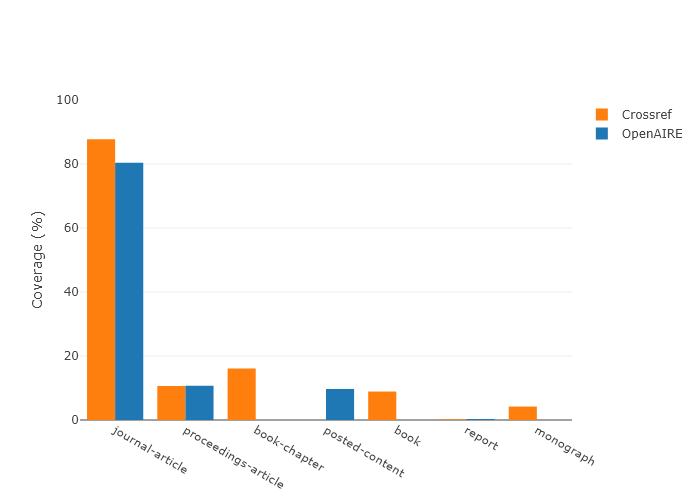 100
80
60
40
20
0
Coverage (%)
Crossref
OpenAIRE
journal-article
proceedings-article
book-chapter
posted-content
book
report
monograph